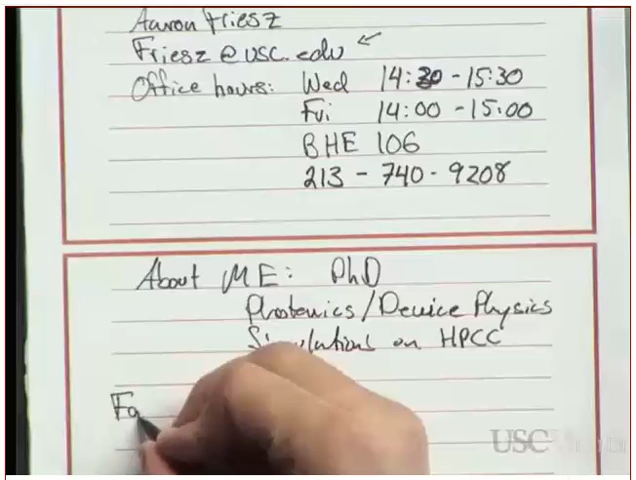 Aaron Friesz
Friesz@usc.edu ←
Office hours: Wed 14:30 - 15:30
Fri 14:00 - 15:00
BHE 106
213 - 740 - 9208
About ME: PhD
Photonics/Device Physics
Simulations on HPCC
Fo
USC